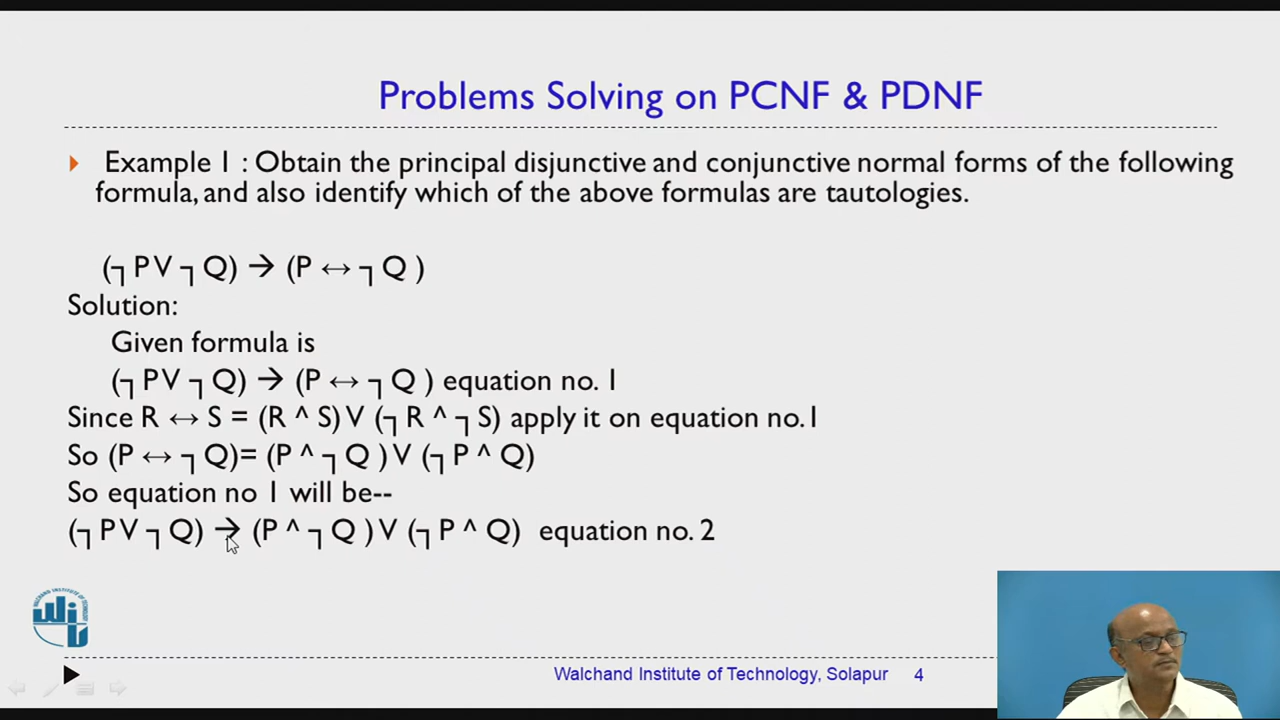 Problems Solving on PCNF & PDNF
Example 1 : Obtain the principal disjunctive and conjunctive normal forms of the following
formula, and also identify which of the above formulas are tautologies.
(┐P V ┐Q) → (P ↔ ┐Q )
Solution:
Given formula is
(┐P V ┐Q) → (P ↔ ┐Q ) equation no. 1
Since R ↔ S = (R ^ S) V (┐R ^ ┐S) apply it on equation no.1
So (P ↔ ┐Q)= (P ^ ┐Q ) V (┐P ^ Q)
So equation no 1 will be--
(┐P V ┐Q) → (P ^ ┐Q ) V (┐P ^ Q) equation no. 2
Walchand Institute of Technology, Solapur 4